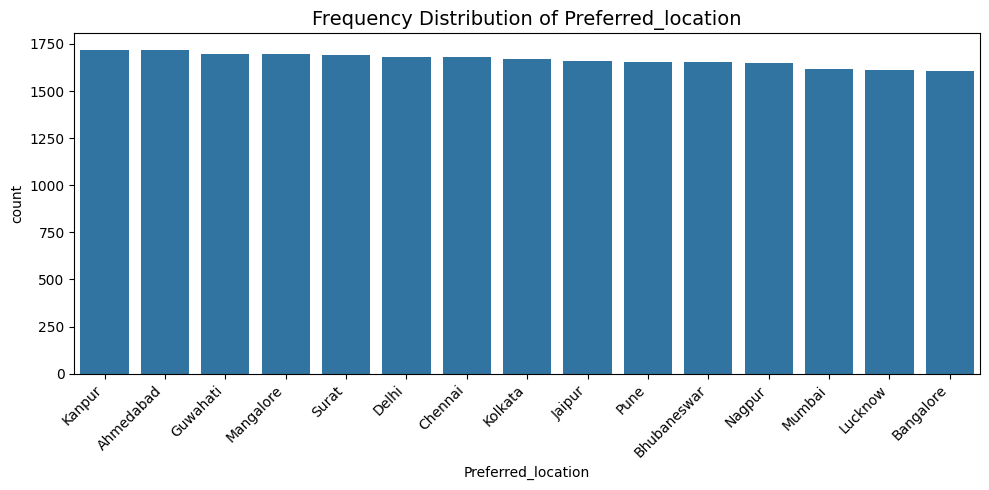 Frequency Distribution of Preferred_location
count
1750
1500
1250
1000
750
500
250
0
Kanpur
Ahmedabad
Guwahati
Mangalore
Surat
Delhi
Chennai
Kolkata
Jaipur
Pune
Bhubaneswar
Nagpur
Mumbai
Lucknow
Bangalore
Preferred_location